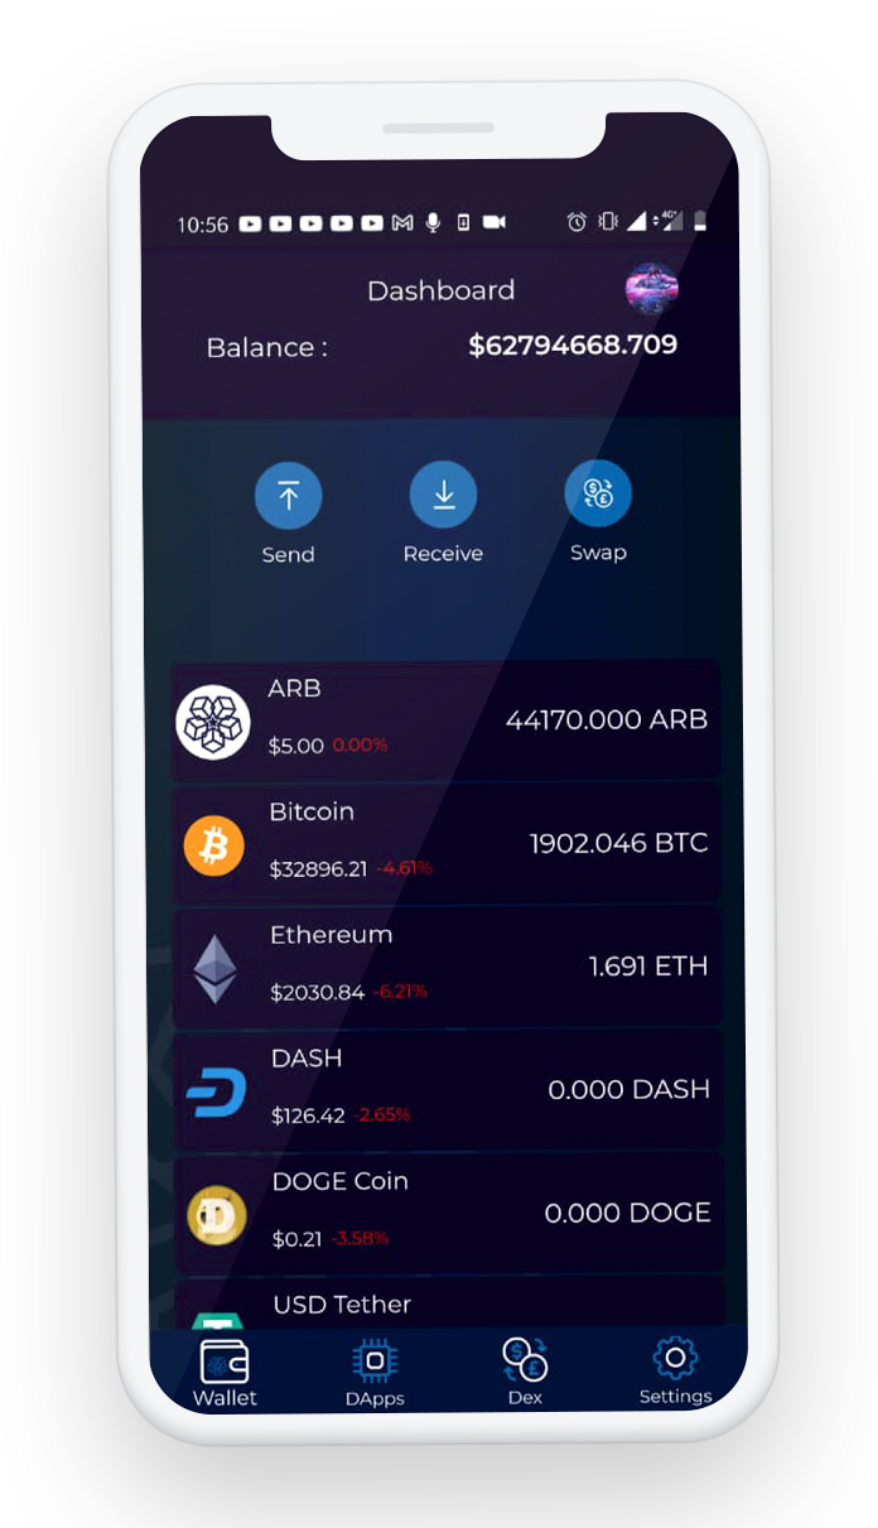 10:56
4G+
Dashboard
Balance : $62794668.709
Send Receive Swap
ARB
44170.000 ARB
$5.00 0.00%
Bitcoin
1902.046 BTC
$32896.21 -4.61%
Ethereum
1.691 ETH
$2030.84 -6.21%
DASH
0.000 DASH
$126.42 -2.65%
DOGE Coin
0.000 DOGE
$0.21 -3.58%
USD Tether
Wallet DApps Dex Settings